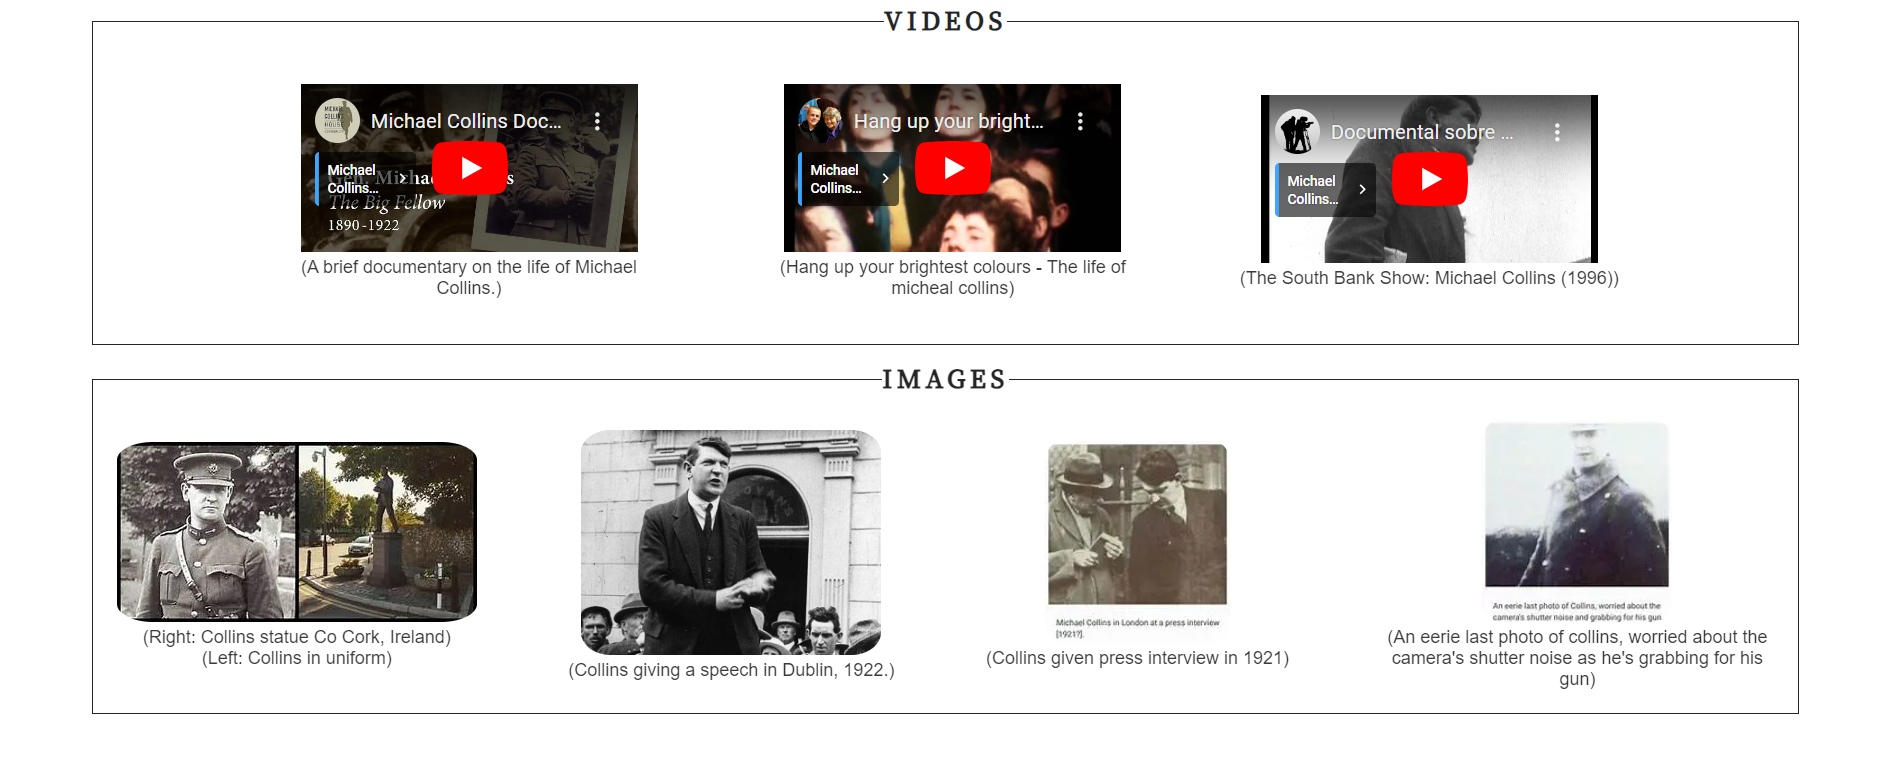 VIDEOS
Michael Collins Doc...
Michael
Collins...
The Big Fellow
1890-1922
(A brief documentary on the life of Michael
Collins.)
Hang up your bright...
Michael
Collins...
(Hang up your brightest colours - The life of
micheal collins)
Documental sobre ...
Michael
Collins...
(The South Bank Show: Michael Collins (1996))
IMAGES
(Right: Collins statue Co Cork, Ireland)
(Left: Collins in uniform)
(Collins giving a speech in Dublin, 1922.)
Michael Collins in London at a press interview
[1921?].
(Collins given press interview in 1921)
An eerie last photo of Collins, worried about the
camera's shutter noise and grabbing for his gun
(An eerie last photo of collins, worried about the
camera's shutter noise as he's grabbing for his
gun)